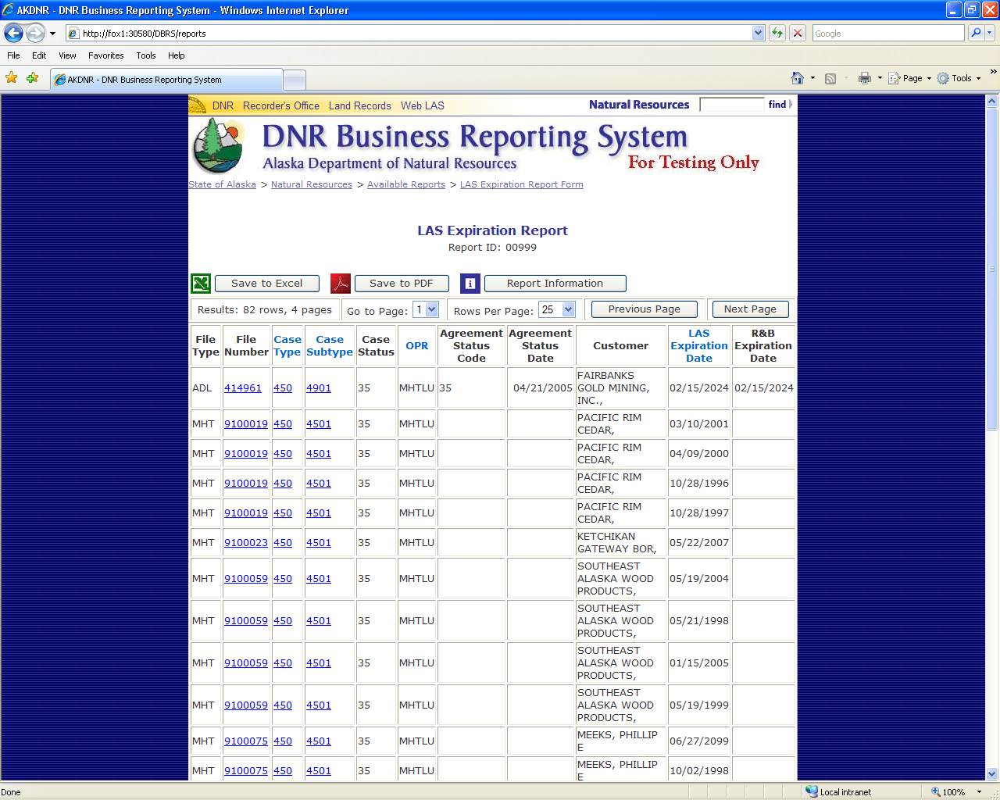 AKDNR - DNR Business Reporting System - Windows Internet Explorer
http://fox1:30580/DBRS/reports
Google
File Edit View Favorites Tools Help
AKDNR - DNR Business Reporting System
Page Tools
DNR Recorder's Office Land Records Web LAS Natural Resources find
DNR Business Reporting System
Alaska Department of Natural Resources
For Testing Only
State of Alaska > Natural Resources > Available Reports > LAS Expiration Report Form
LAS Expiration Report
Report ID: 00999
Save to Excel Save to PDF Report Information
Results: 82 rows, 4 pages Go to Page: 1 Rows Per Page: 25 Previous Page Next Page
File Type File Number Case Type Case Subtype Case Status OPR Agreement Status Code Agreement Status Date Customer LAS Expiration Date R&B Expiration Date
ADL 414961 450 4901 35 MHTLU 35 04/21/2005 FAIRBANKS GOLD MINING, INC., 02/15/2024 02/15/2024
MHT 9100019 450 4501 35 MHTLU PACIFIC RIM CEDAR, 03/10/2001
MHT 9100019 450 4501 35 MHTLU PACIFIC RIM CEDAR, 04/09/2000
MHT 9100019 450 4501 35 MHTLU PACIFIC RIM CEDAR, 10/28/1996
MHT 9100019 450 4501 35 MHTLU PACIFIC RIM CEDAR, 10/28/1997
MHT 9100023 450 4501 35 MHTLU KETCHIKAN GATEWAY BOR, 05/22/2007
MHT 9100059 450 4501 35 MHTLU SOUTHEAST ALASKA WOOD PRODUCTS, 05/19/2004
MHT 9100059 450 4501 35 MHTLU SOUTHEAST ALASKA WOOD PRODUCTS, 05/21/1998
MHT 9100059 450 4501 35 MHTLU SOUTHEAST ALASKA WOOD PRODUCTS, 01/15/2005
MHT 9100059 450 4501 35 MHTLU SOUTHEAST ALASKA WOOD PRODUCTS, 05/19/1999
MHT 9100075 450 4501 35 MHTLU MEEKS, PHILLIP E 06/27/2099
MHT 9100075 450 4501 35 MHTLU MEEKS, PHILLIP E 10/02/1998
Done Local intranet 100%